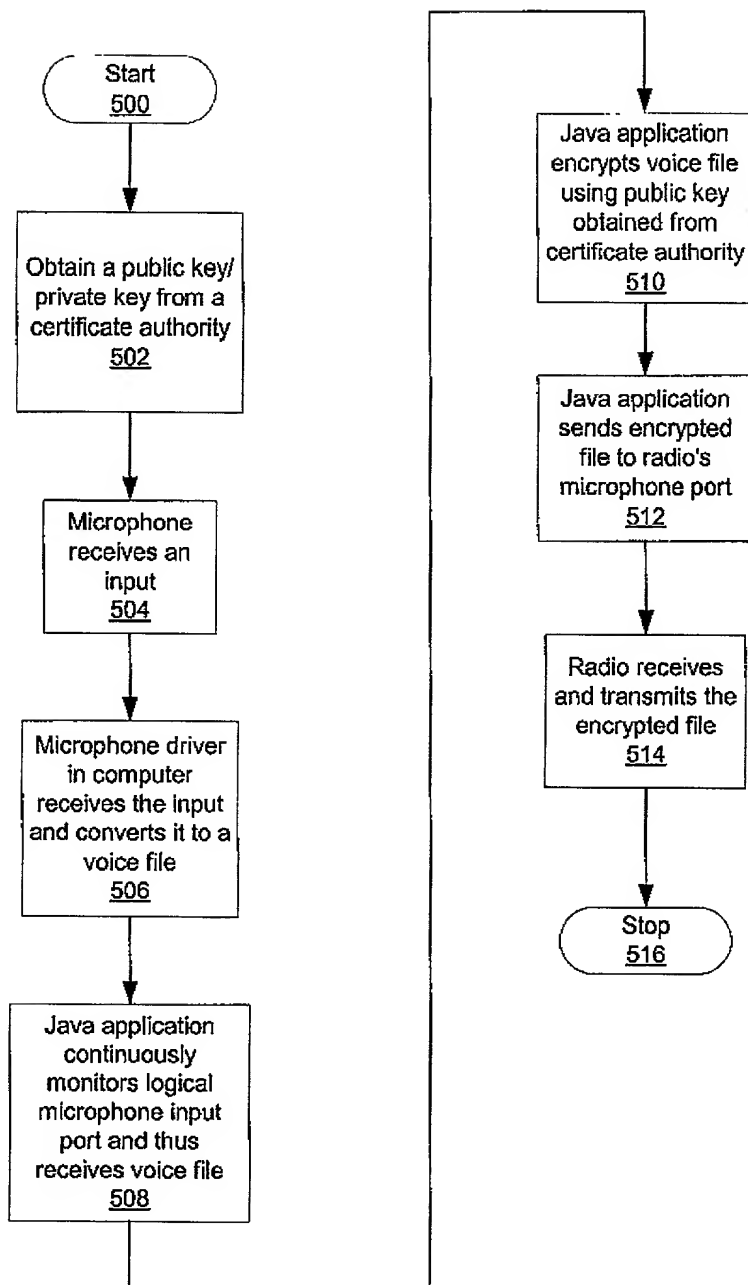 Start
500
Obtain a public key/
private key from a
certificate authority
502
Microphone
receives an
input
504
Microphone driver
in computer
receives the input
and converts it to a
voice file
506
Java application
continuously
monitors logical
microphone input
port and thus
receives voice file
508
Java application
encrypts voice file
using public key
obtained from
certificate authority
510
Java application
sends encrypted
file to radio's
microphone port
512
Radio receives
and transmits the
encrypted file
514
Stop
516